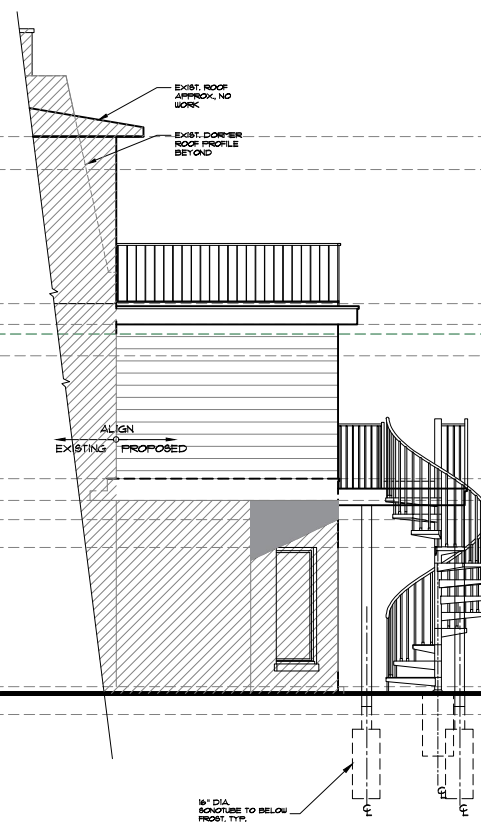 EXIST. ROOF
APPROX., NO
WORK
EXIST. DORMER
ROOF PROFILE
BEYOND
ALIGN
EXISTING PROPOSED
16" DIA.
SONOTUBE TO BELOW
FROST, TYP.
℄
℄
℄